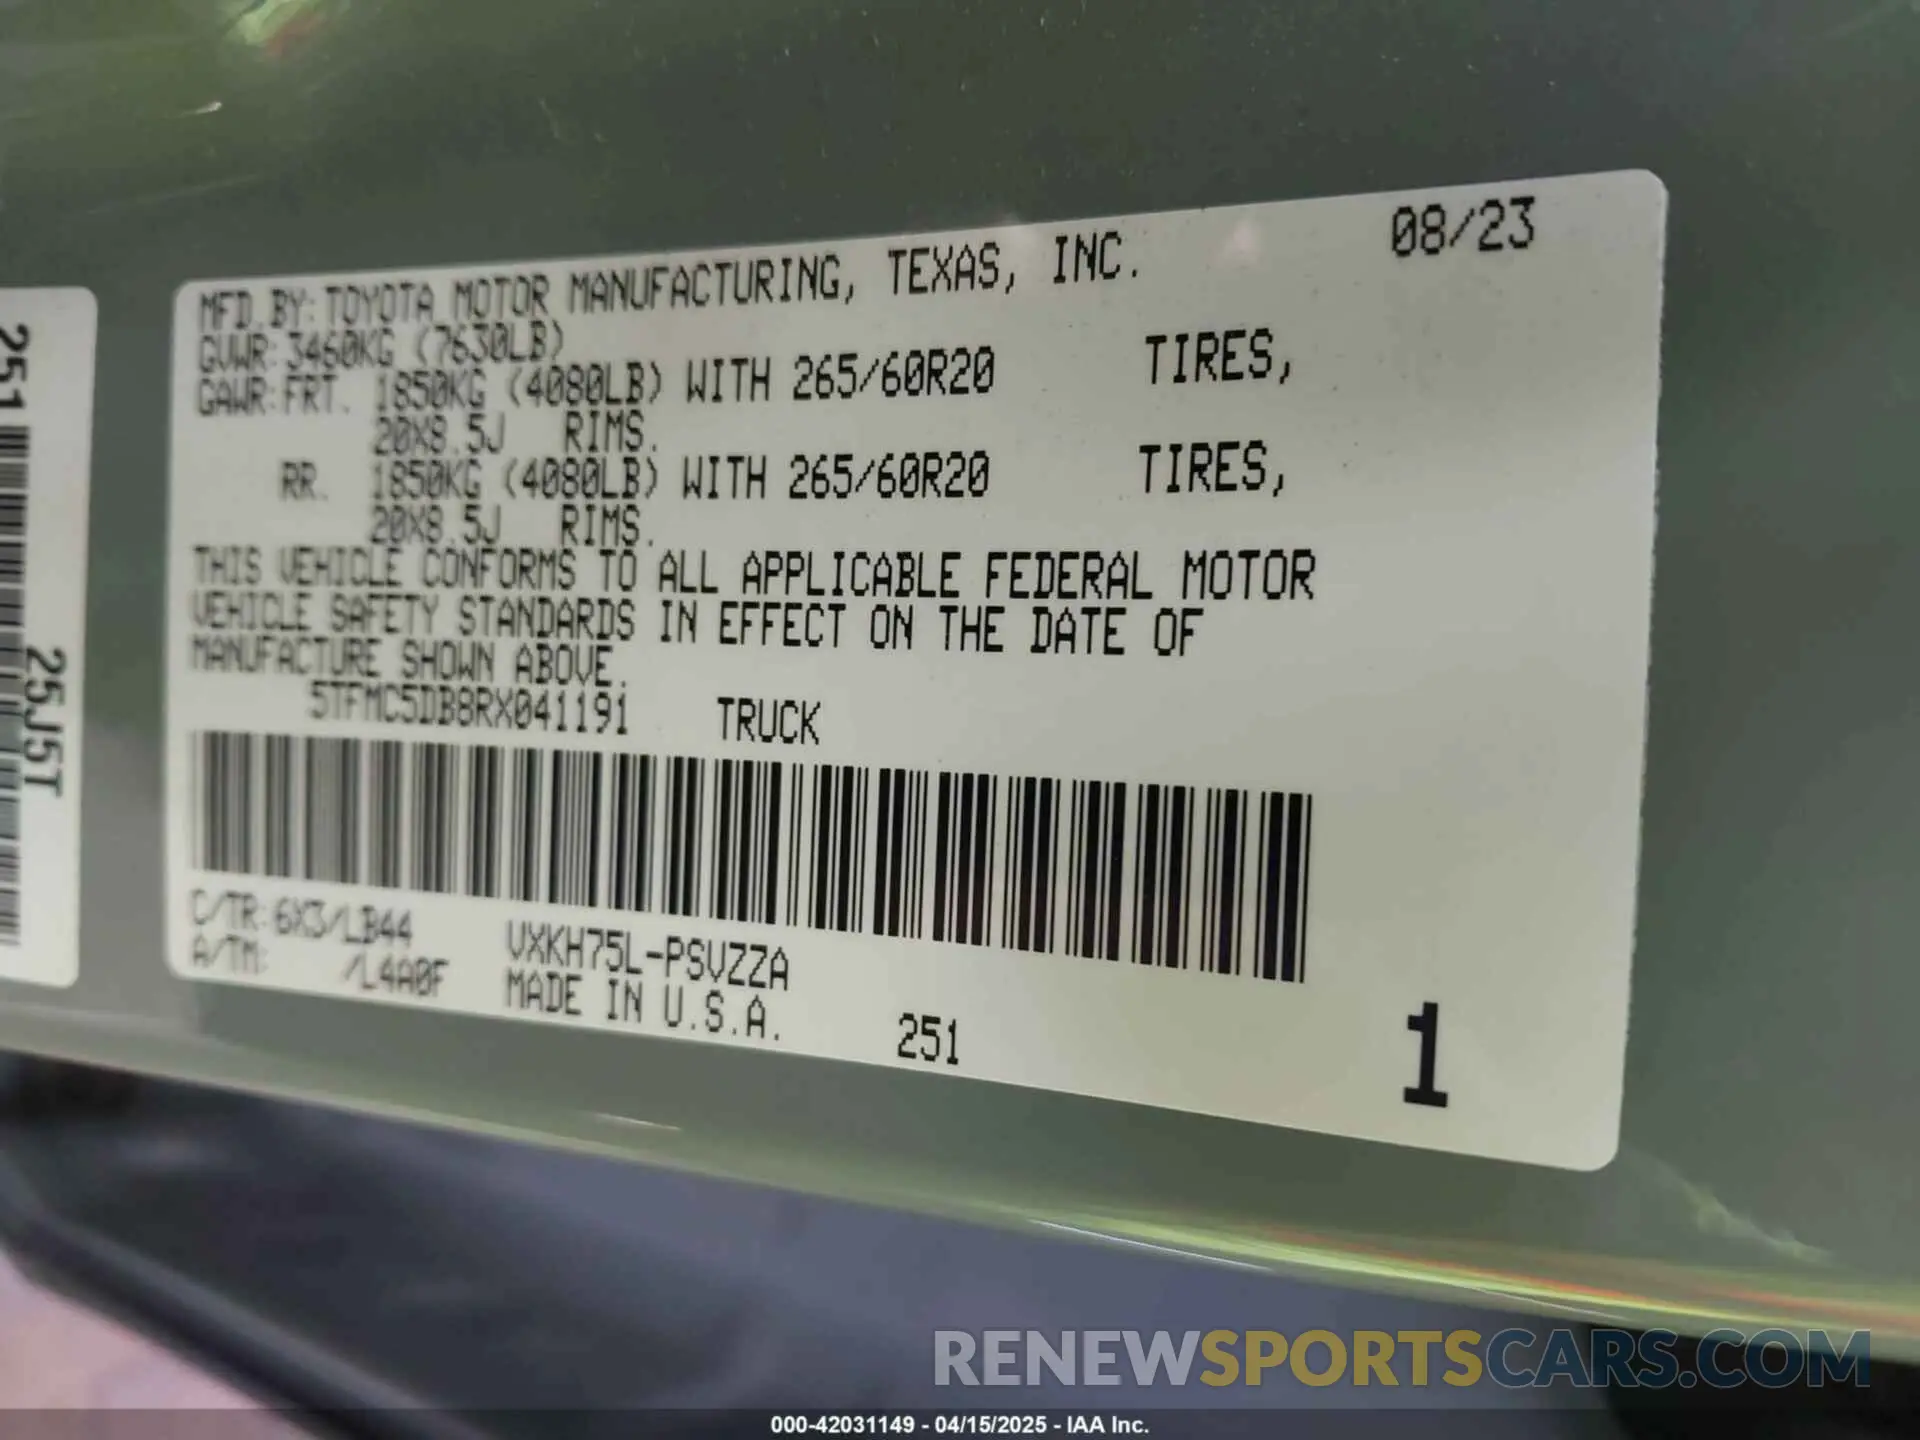 251
25J5T
MFD. BY: TOYOTA MOTOR MANUFACTURING, TEXAS, INC. 08/23
GVWR: 3460KG (7630LB)
GAWR: FRT. 1850KG (4080LB) WITH 265/60R20 TIRES,
20X8.5J RIMS.
RR. 1850KG (4080LB) WITH 265/60R20 TIRES,
20X8.5J RIMS.
THIS VEHICLE CONFORMS TO ALL APPLICABLE FEDERAL MOTOR
VEHICLE SAFETY STANDARDS IN EFFECT ON THE DATE OF
MANUFACTURE SHOWN ABOVE.
5TFMC5DB8RX041191 TRUCK
C/TR: 6X3/LB44 VXKH75L-PSVZZA
A/TM: /L4A0F MADE IN U.S.A. 251
1
RENEWSPORTSCARS.COM
000-42031149 - 04/15/2025 - IAA Inc.